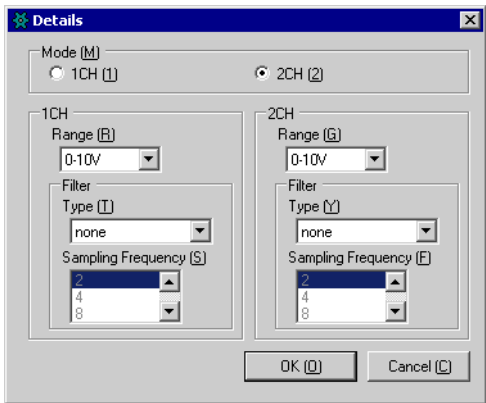 Details
Mode (M)
1CH (1) 2CH (2)
1CH 2CH
Range (R) Range (G)
0-10V 0-10V
Filter Filter
Type (T) Type (Y)
none none
Sampling Frequency (S) Sampling Frequency (F)
2 2
4 4
8 8
OK (O) Cancel (C)